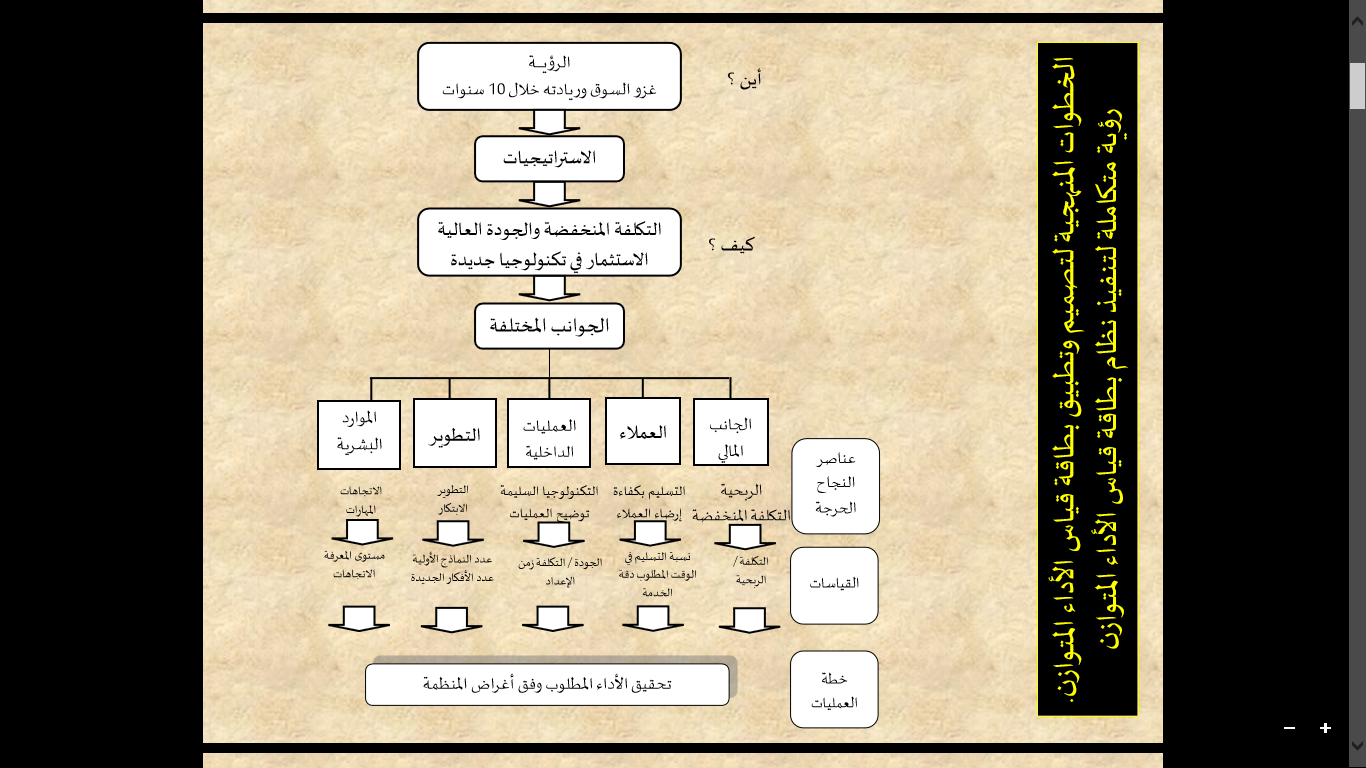 الخطوات المنهجية لتصميم وتطبيق بطاقة قياس الأداء المتوازن.
رؤية متكاملة لتنفيذ نظام بطاقة قياس الأداء المتوازن
أين ؟
الرؤيـة
غزو السوق وريادته خلال 10 سنوات
الاستراتيجيات
كيف ؟
التكلفة المنخفضة والجودة العالية
الاستثمار في تكنولوجيا جديدة
الجوانب المختلفة
الجانب
المالي
العملاء
العمليات
الداخلية
التطوير
الموارد
البشرية
عناصر
النجاح
الحرجة
الربحية
التكلفة المنخفضة
التسليم بكفاءة
إرضاء العملاء
التكنولوجيا السليمة
توضيح العمليات
التطوير
الابتكار
الاتجاهات
المهارات
القياسات
التكلفة /
الربحية
نسبة التسليم في
الوقت المطلوب دقة
الخدمة
الجودة / التكلفة زمن
الإعداد
عدد النماذج الأولية
عدد الأفكار الجديدة
مستوى المعرفة
الاتجاهات
خطة
العمليات
تحقيق الأداء المطلوب وفق أغراض المنظمة